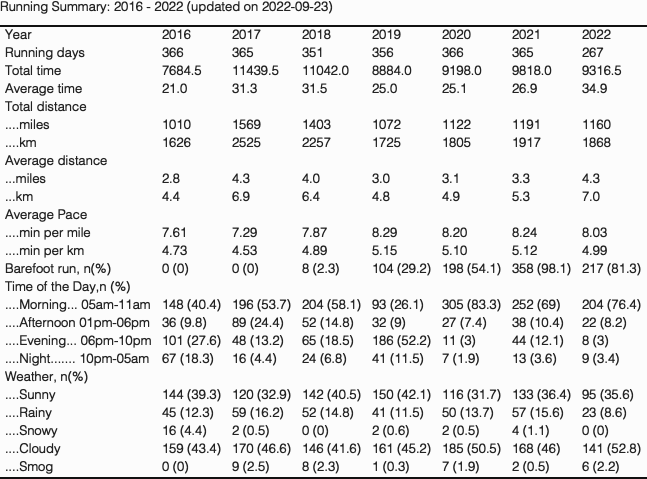 Running Summary: 2016 - 2022 (updated on 2022-09-23)
Year 2016 2017 2018 2019 2020 2021 2022
Running days 366 365 351 356 366 365 267
Total time 7684.5 11439.5 11042.0 8884.0 9198.0 9818.0 9316.5
Average time 21.0 31.3 31.5 25.0 25.1 26.9 34.9
Total distance
....miles 1010 1569 1403 1072 1122 1191 1160
....km 1626 2525 2257 1725 1805 1917 1868
Average distance
...miles 2.8 4.3 4.0 3.0 3.1 3.3 4.3
...km 4.4 6.9 6.4 4.8 4.9 5.3 7.0
Average Pace
....min per mile 7.61 7.29 7.87 8.29 8.20 8.24 8.03
....min per km 4.73 4.53 4.89 5.15 5.10 5.12 4.99
Barefoot run, n(%) 0 (0) 0 (0) 8 (2.3) 104 (29.2) 198 (54.1) 358 (98.1) 217 (81.3)
Time of the Day,n (%)
....Morning... 05am-11am 148 (40.4) 196 (53.7) 204 (58.1) 93 (26.1) 305 (83.3) 252 (69) 204 (76.4)
....Afternoon 01pm-06pm 36 (9.8) 89 (24.4) 52 (14.8) 32 (9) 27 (7.4) 38 (10.4) 22 (8.2)
....Evening... 06pm-10pm 101 (27.6) 48 (13.2) 65 (18.5) 186 (52.2) 11 (3) 44 (12.1) 8 (3)
....Night....... 10pm-05am 67 (18.3) 16 (4.4) 24 (6.8) 41 (11.5) 7 (1.9) 13 (3.6) 9 (3.4)
Weather, n(%)
....Sunny 144 (39.3) 120 (32.9) 142 (40.5) 150 (42.1) 116 (31.7) 133 (36.4) 95 (35.6)
....Rainy 45 (12.3) 59 (16.2) 52 (14.8) 41 (11.5) 50 (13.7) 57 (15.6) 23 (8.6)
....Snowy 16 (4.4) 2 (0.5) 0 (0) 2 (0.6) 2 (0.5) 4 (1.1) 0 (0)
....Cloudy 159 (43.4) 170 (46.6) 146 (41.6) 161 (45.2) 185 (50.5) 168 (46) 141 (52.8)
....Smog 0 (0) 9 (2.5) 8 (2.3) 1 (0.3) 7 (1.9) 2 (0.5) 6 (2.2)